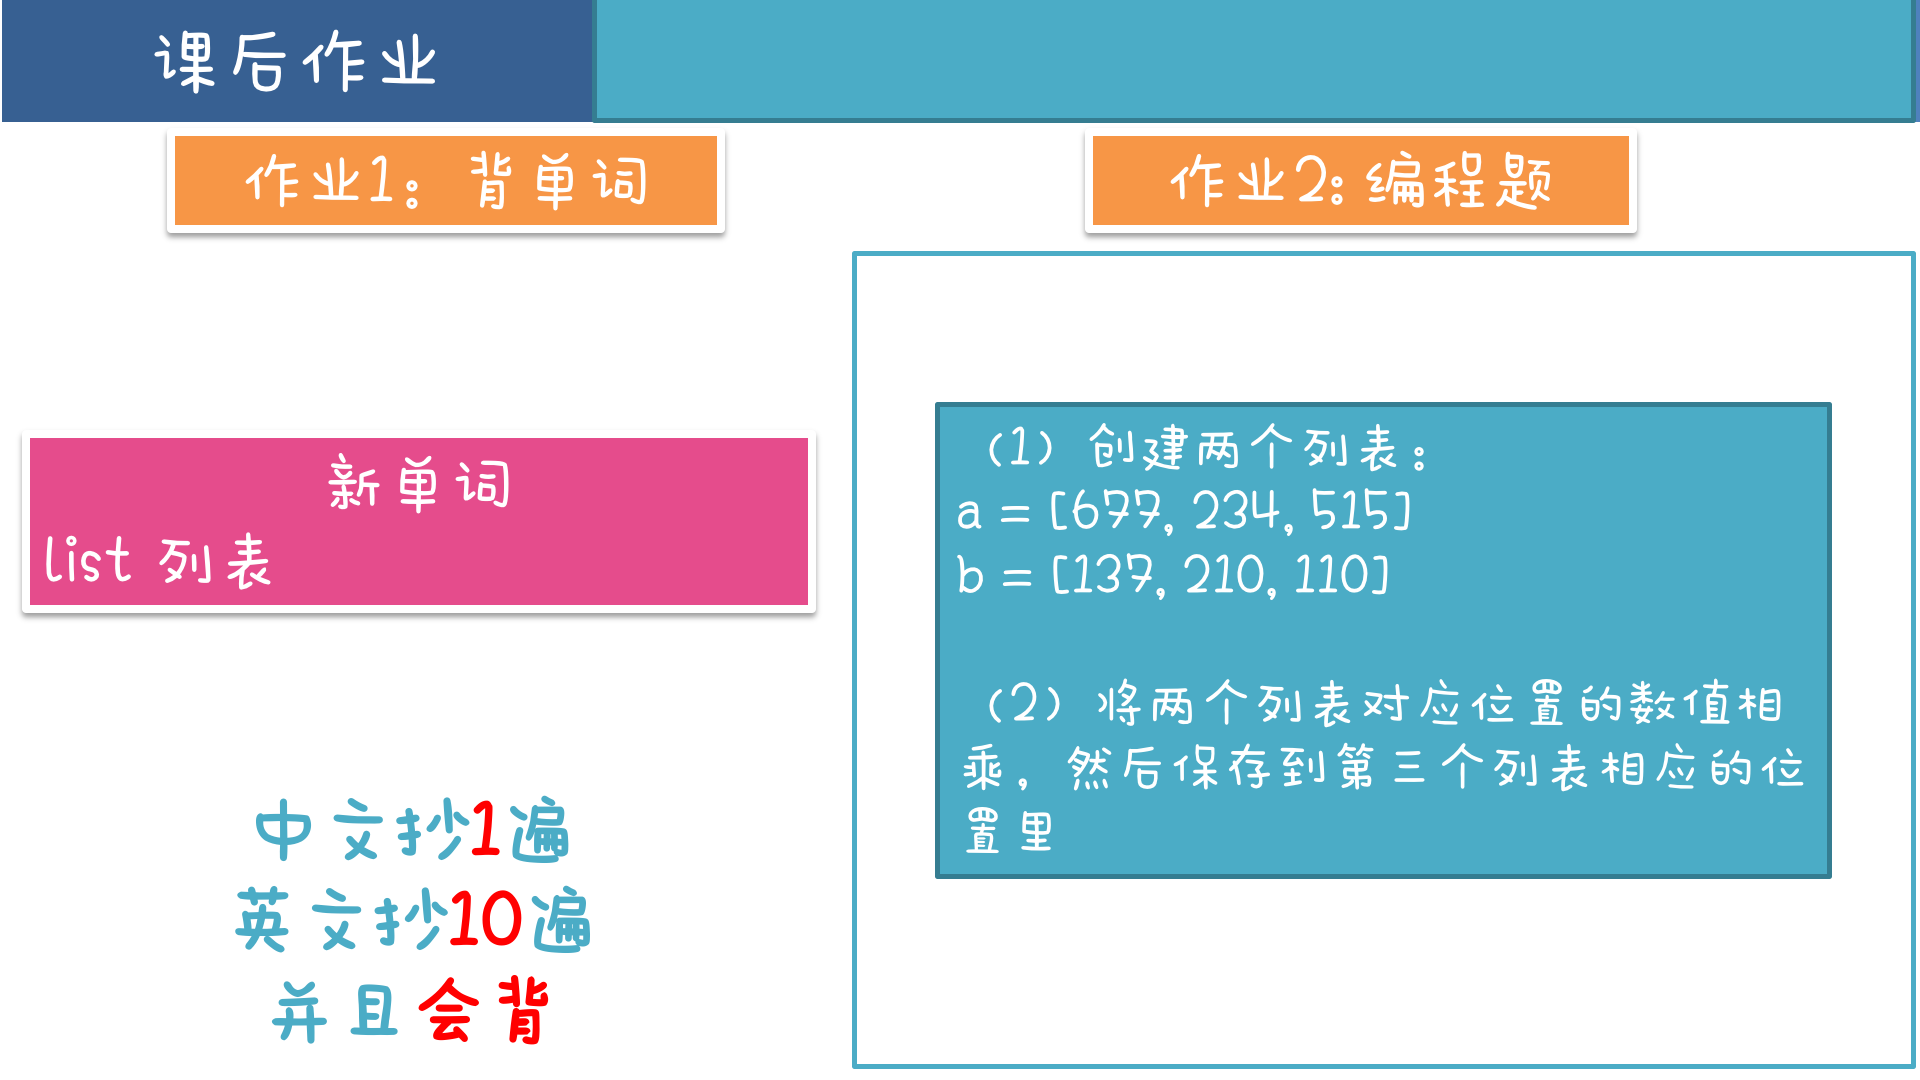 课后作业
作业1：背单词
新单词
list 列表
中文抄1遍
英文抄10遍
并且会背
作业2:编程题
（1）创建两个列表：
a = [677, 234, 515]
b = [137, 210, 110]
（2）将两个列表对应位置的数值相
乘，然后保存到第三个列表相应的位
置里